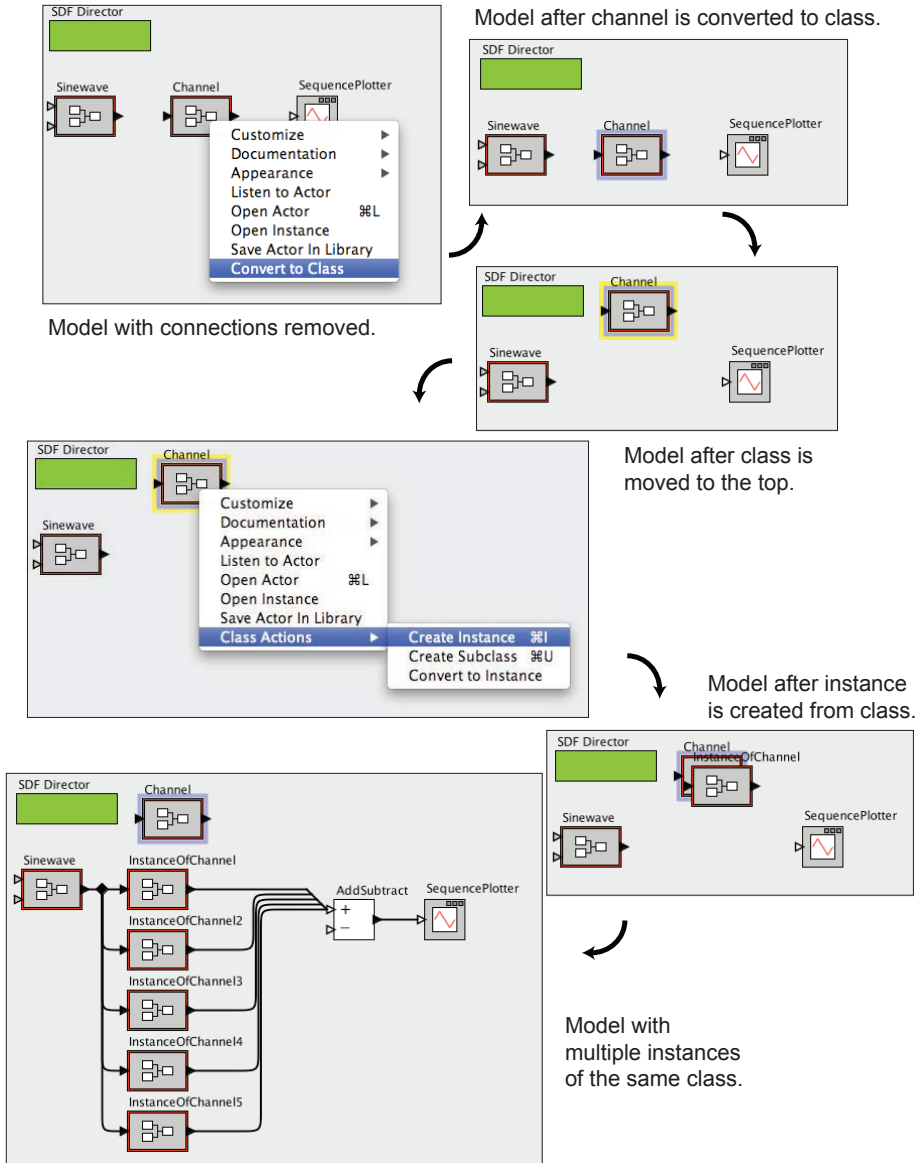 SDF Director
Sinewave
Channel
SequencePlotter
Customize
Documentation
Appearance
Listen to Actor
Open Actor ⌘L
Open Instance
Save Actor In Library
Convert to Class
Model with connections removed.
Model after channel is converted to class.
SDF Director
Sinewave
Channel
SequencePlotter
SDF Director
Channel
Sinewave
SequencePlotter
Model after class is
moved to the top.
SDF Director
Channel
Sinewave
Customize
Documentation
Appearance
Listen to Actor
Open Actor ⌘L
Open Instance
Save Actor In Library
Class Actions
Create Instance ⌘I
Create Subclass ⌘U
Convert to Instance
Model after instance
is created from class.
SDF Director
Channel
InstanceOfChannel
Sinewave
SequencePlotter
SDF Director
Channel
Sinewave
InstanceOfChannel
InstanceOfChannel2
InstanceOfChannel3
InstanceOfChannel4
InstanceOfChannel5
AddSubtract
+
−
SequencePlotter
Model with
multiple instances
of the same class.